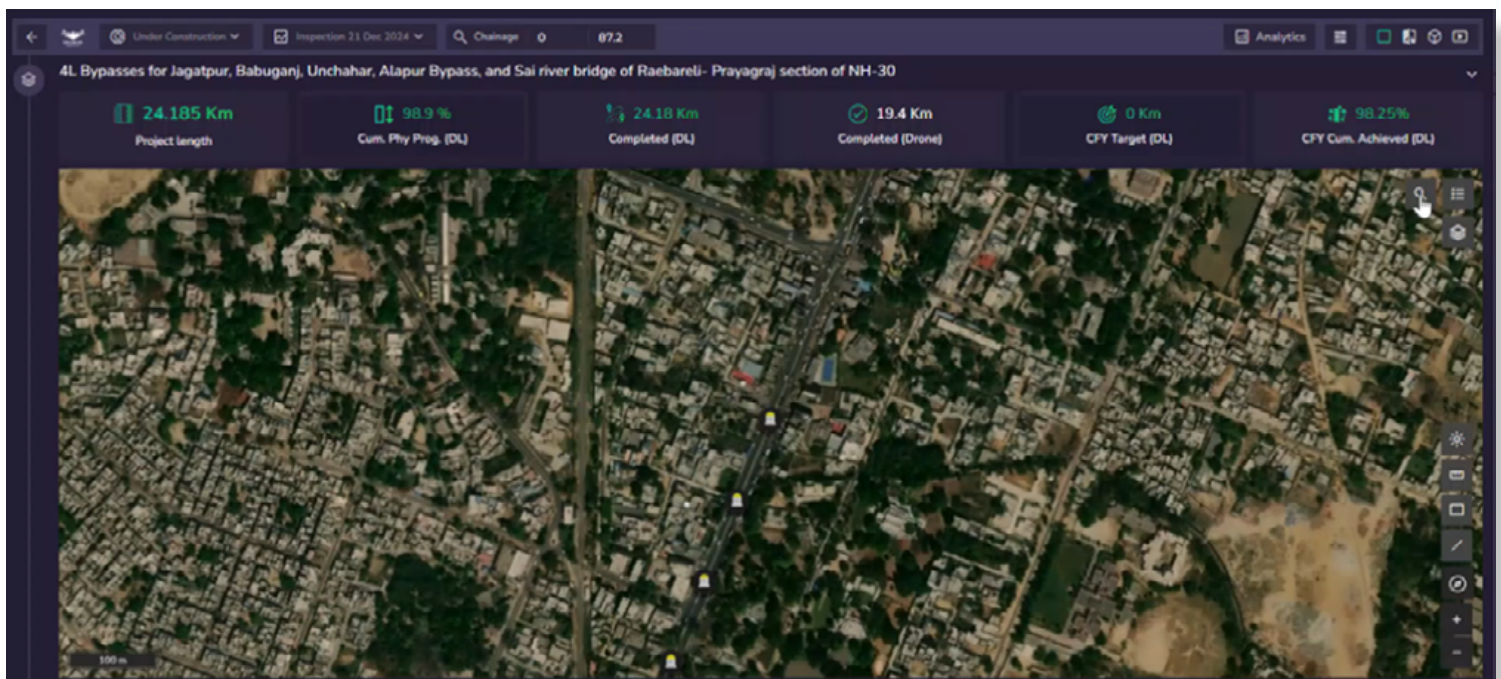 Under Construction
Inspection 21 Dec 2024
Chainage 0 87.2
Analytics
4L Bypasses for Jagatpur, Babuganj, Unchahar, Alapur Bypass, and Sai river bridge of Raebareli- Prayagraj section of NH-30
24.185 Km
Project length
98.9 %
Cum. Phy Prog. (DL)
24.18 Km
Completed (DL)
19.4 Km
Completed (Drone)
0 Km
CFY Target (DL)
98.25%
CFY Cum. Achieved (DL)
100 m